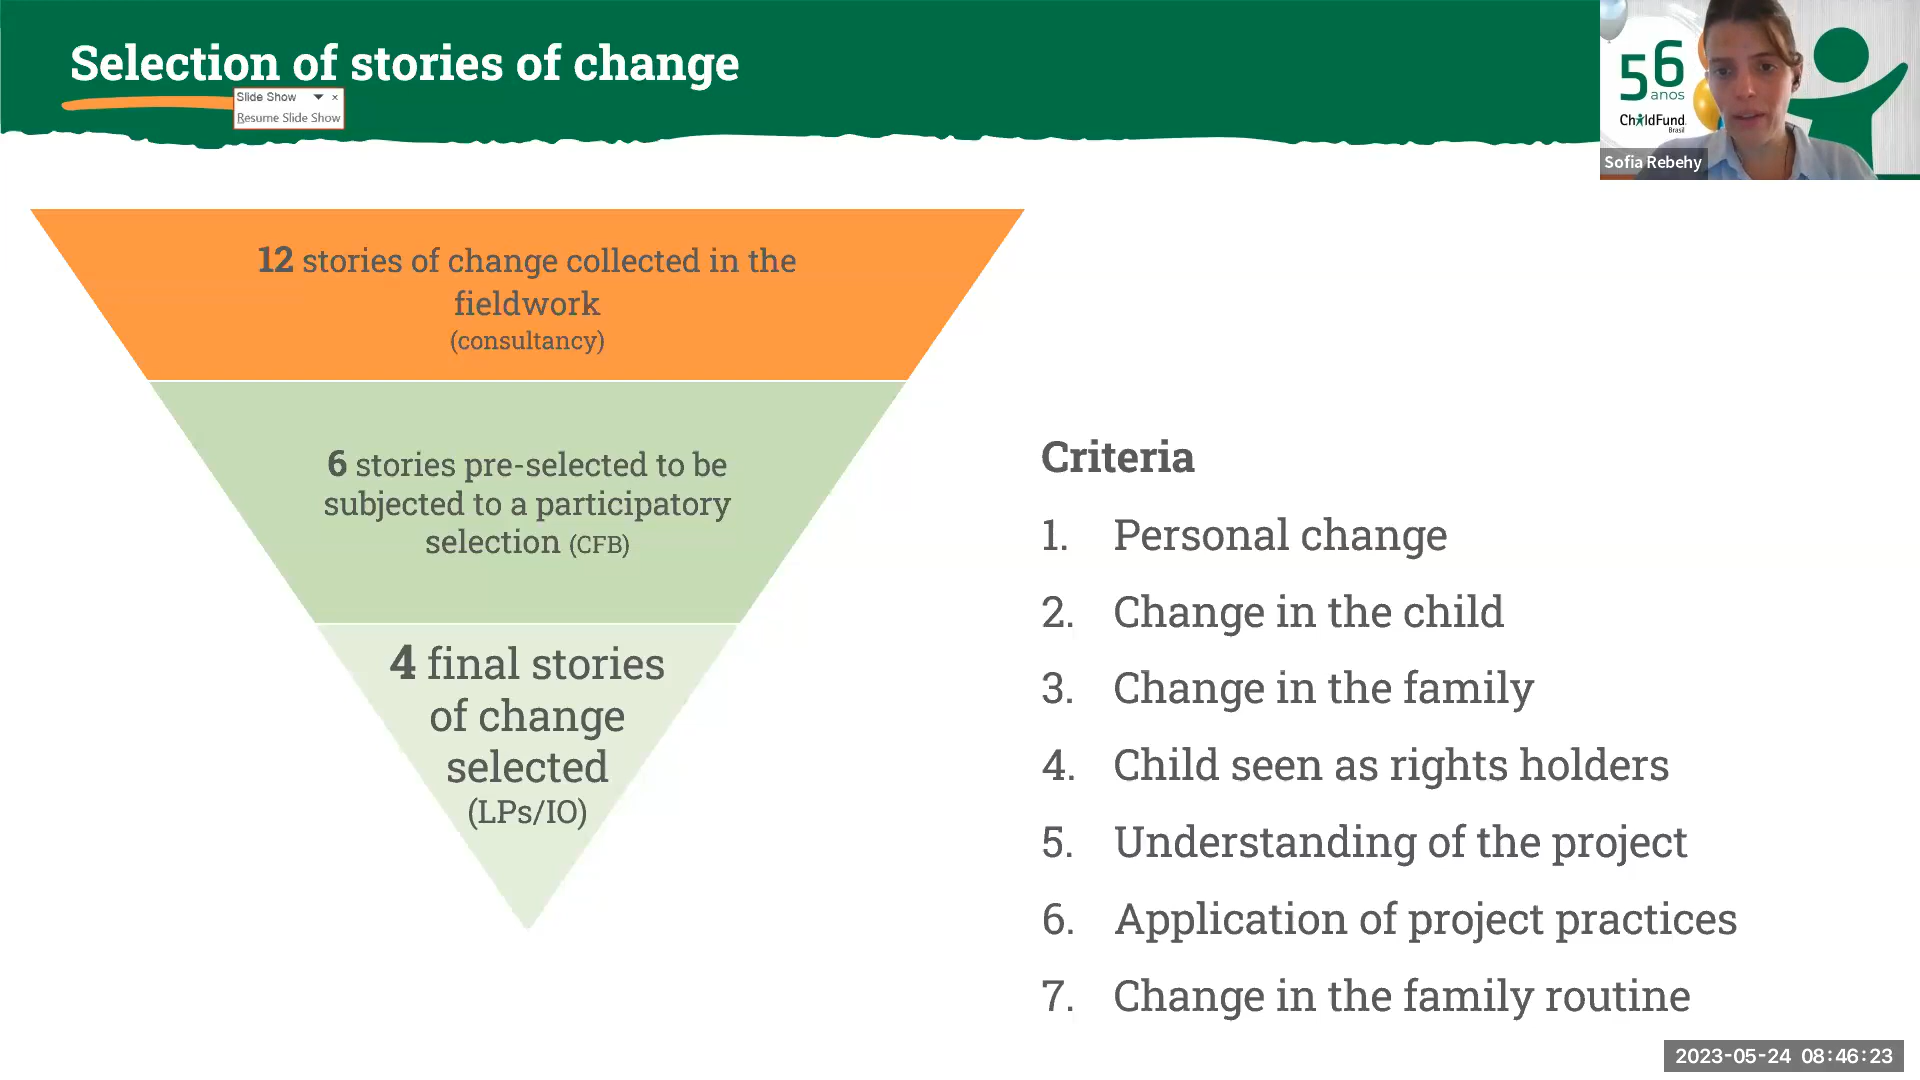 Selection of stories of change
Slide Show
Resume Slide Show
56
anos
ChildFund
Brasil
Sofia Rebehy
12 stories of change collected in the
fieldwork
(consultancy)
6 stories pre-selected to be
subjected to a participatory
selection (CFB)
4 final stories
of change
selected
(LPs/IO)
Criteria
1. Personal change
2. Change in the child
3. Change in the family
4. Child seen as rights holders
5. Understanding of the project
6. Application of project practices
7. Change in the family routine
2023-05-24 08:46:23